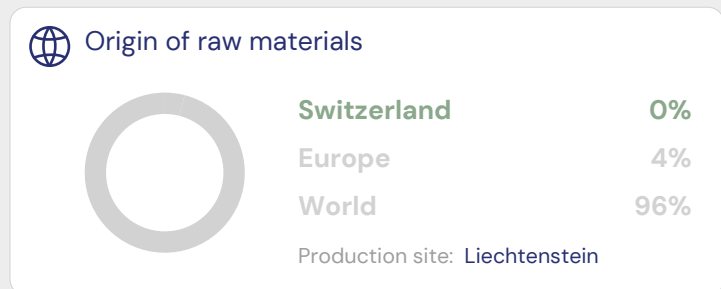 Origin of raw materials
Switzerland 0%
Europe 4%
World 96%
Production site: Liechtenstein